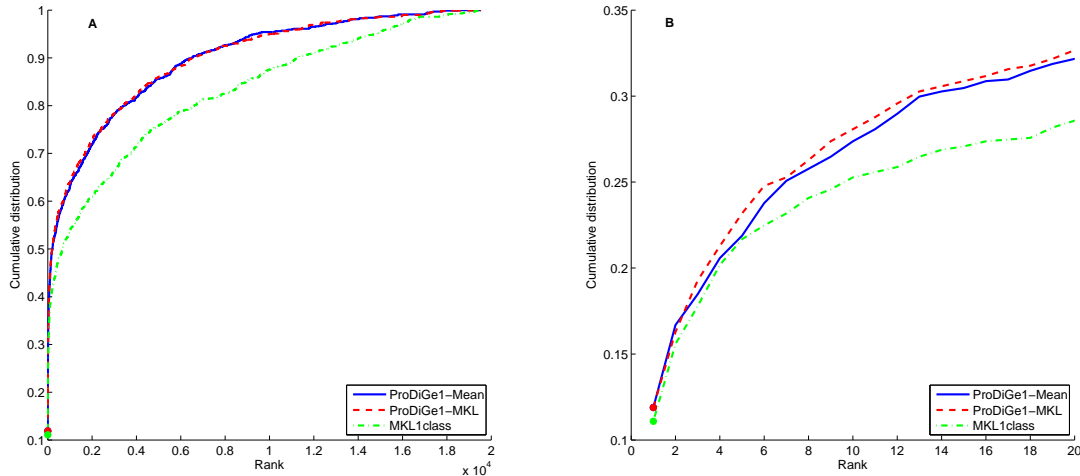 A
Cumulative distribution
1
0.9
0.8
0.7
0.6
0.5
0.4
0.3
0.2
0.1
0 0.2 0.4 0.6 0.8 1 1.2 1.4 1.6 1.8 2
x 10^4
Rank
ProDiGe1−Mean
ProDiGe1−MKL
MKL1class
B
Cumulative distribution
0.35
0.3
0.25
0.2
0.15
0.1
0 2 4 6 8 10 12 14 16 18 20
Rank
ProDiGe1−Mean
ProDiGe1−MKL
MKL1class